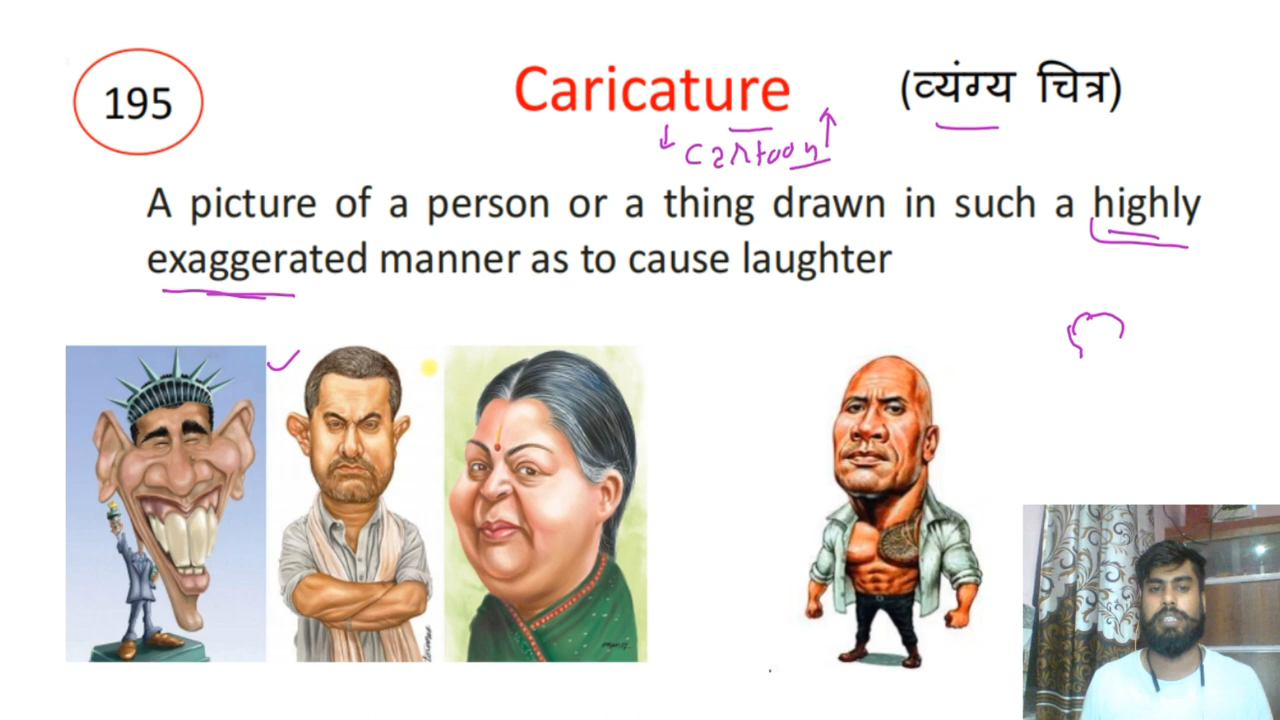 195
Caricature (व्यंग्य चित्र)
cartoon
A picture of a person or a thing drawn in such a highly
exaggerated manner as to cause laughter